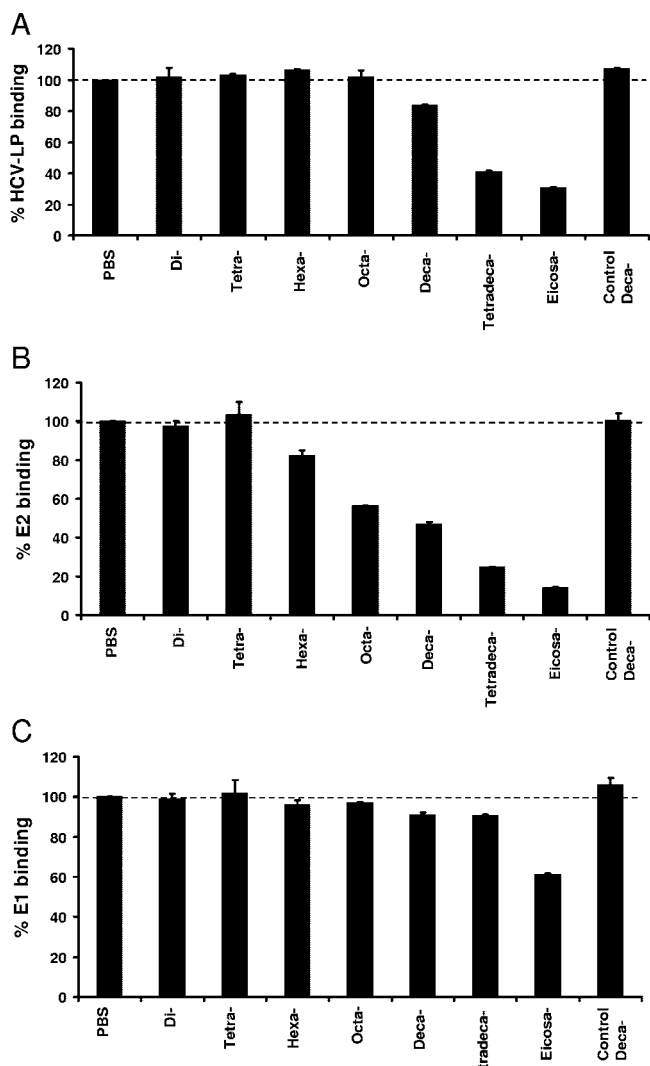 A
% HCV-LP binding
120
100
80
60
40
20
0
PBS
Di-
Tetra-
Hexa-
Octa-
Deca-
Tetradeca-
Eicosa-
Control
Deca-
B
% E2 binding
120
100
80
60
40
20
0
PBS
Di-
Tetra-
Hexa-
Octa-
Deca-
Tetradeca-
Eicosa-
Control
Deca-
C
% E1 binding
120
100
80
60
40
20
0
PBS
Di-
Tetra-
Hexa-
Octa-
Deca-
tradeca-
Eicosa-
Control
Deca-